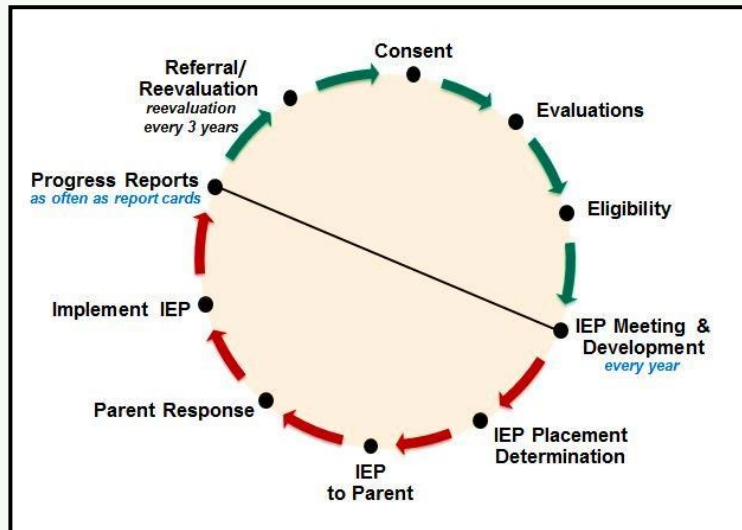 Consent
Referral/
Reevaluation
reevaluation
every 3 years
Evaluations
Progress Reports
as often as report cards
Eligibility
Implement IEP
IEP Meeting &
Development
every year
Parent Response
IEP Placement
Determination
IEP
to Parent